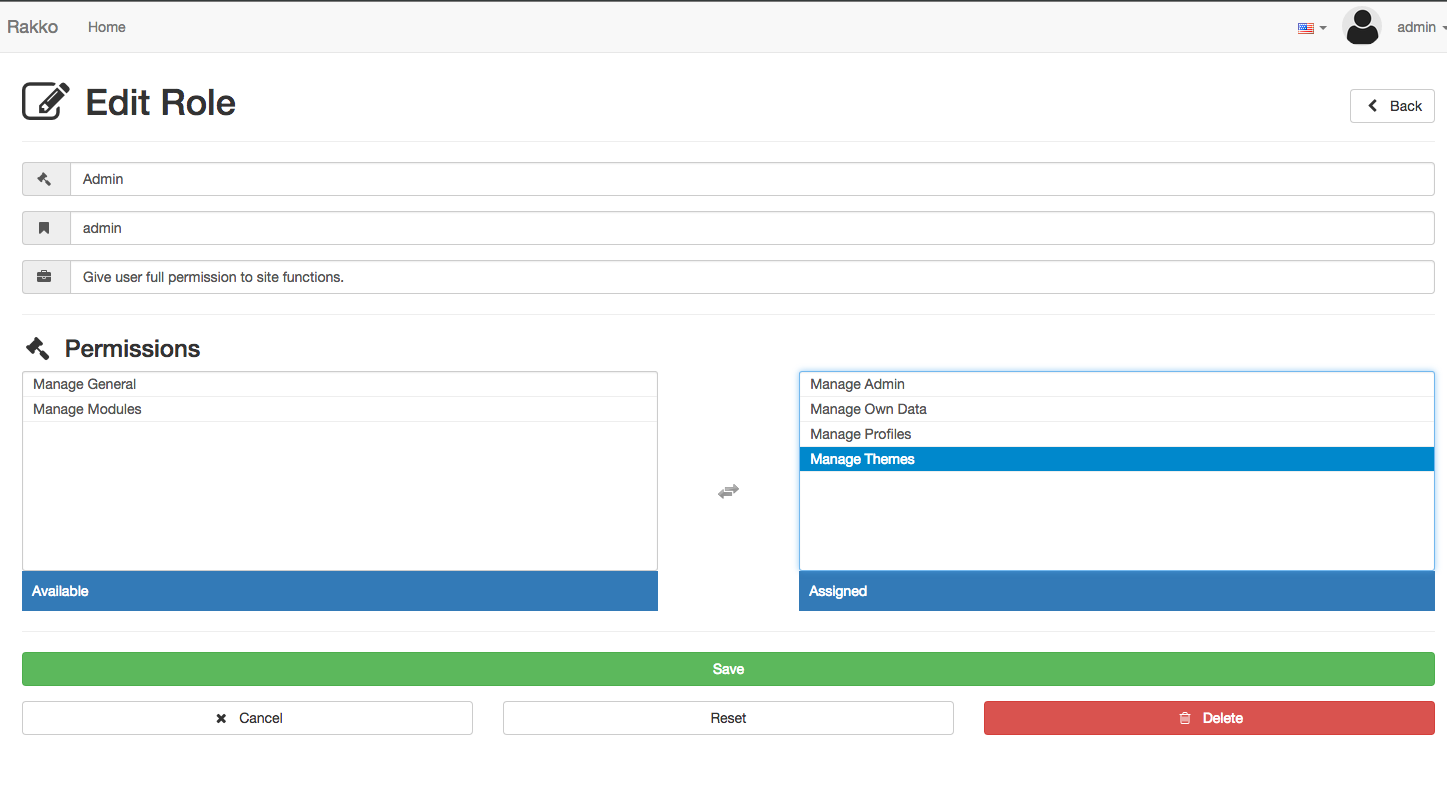 Rakko Home admin
Edit Role
Back
Admin
admin
Give user full permission to site functions.
Permissions
Manage General
Manage Modules
Available
Manage Admin
Manage Own Data
Manage Profiles
Manage Themes
Assigned
Save
Cancel Reset Delete